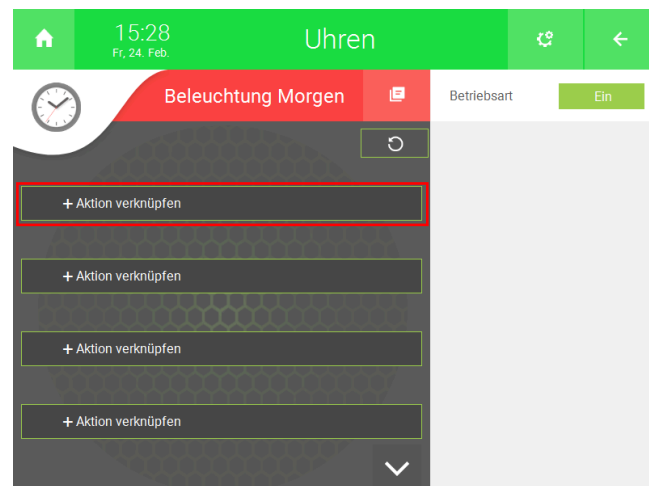 15:28
Fr, 24. Feb.
Uhren
Beleuchtung Morgen
Betriebsart
Ein
+ Aktion verknüpfen
+ Aktion verknüpfen
+ Aktion verknüpfen
+ Aktion verknüpfen